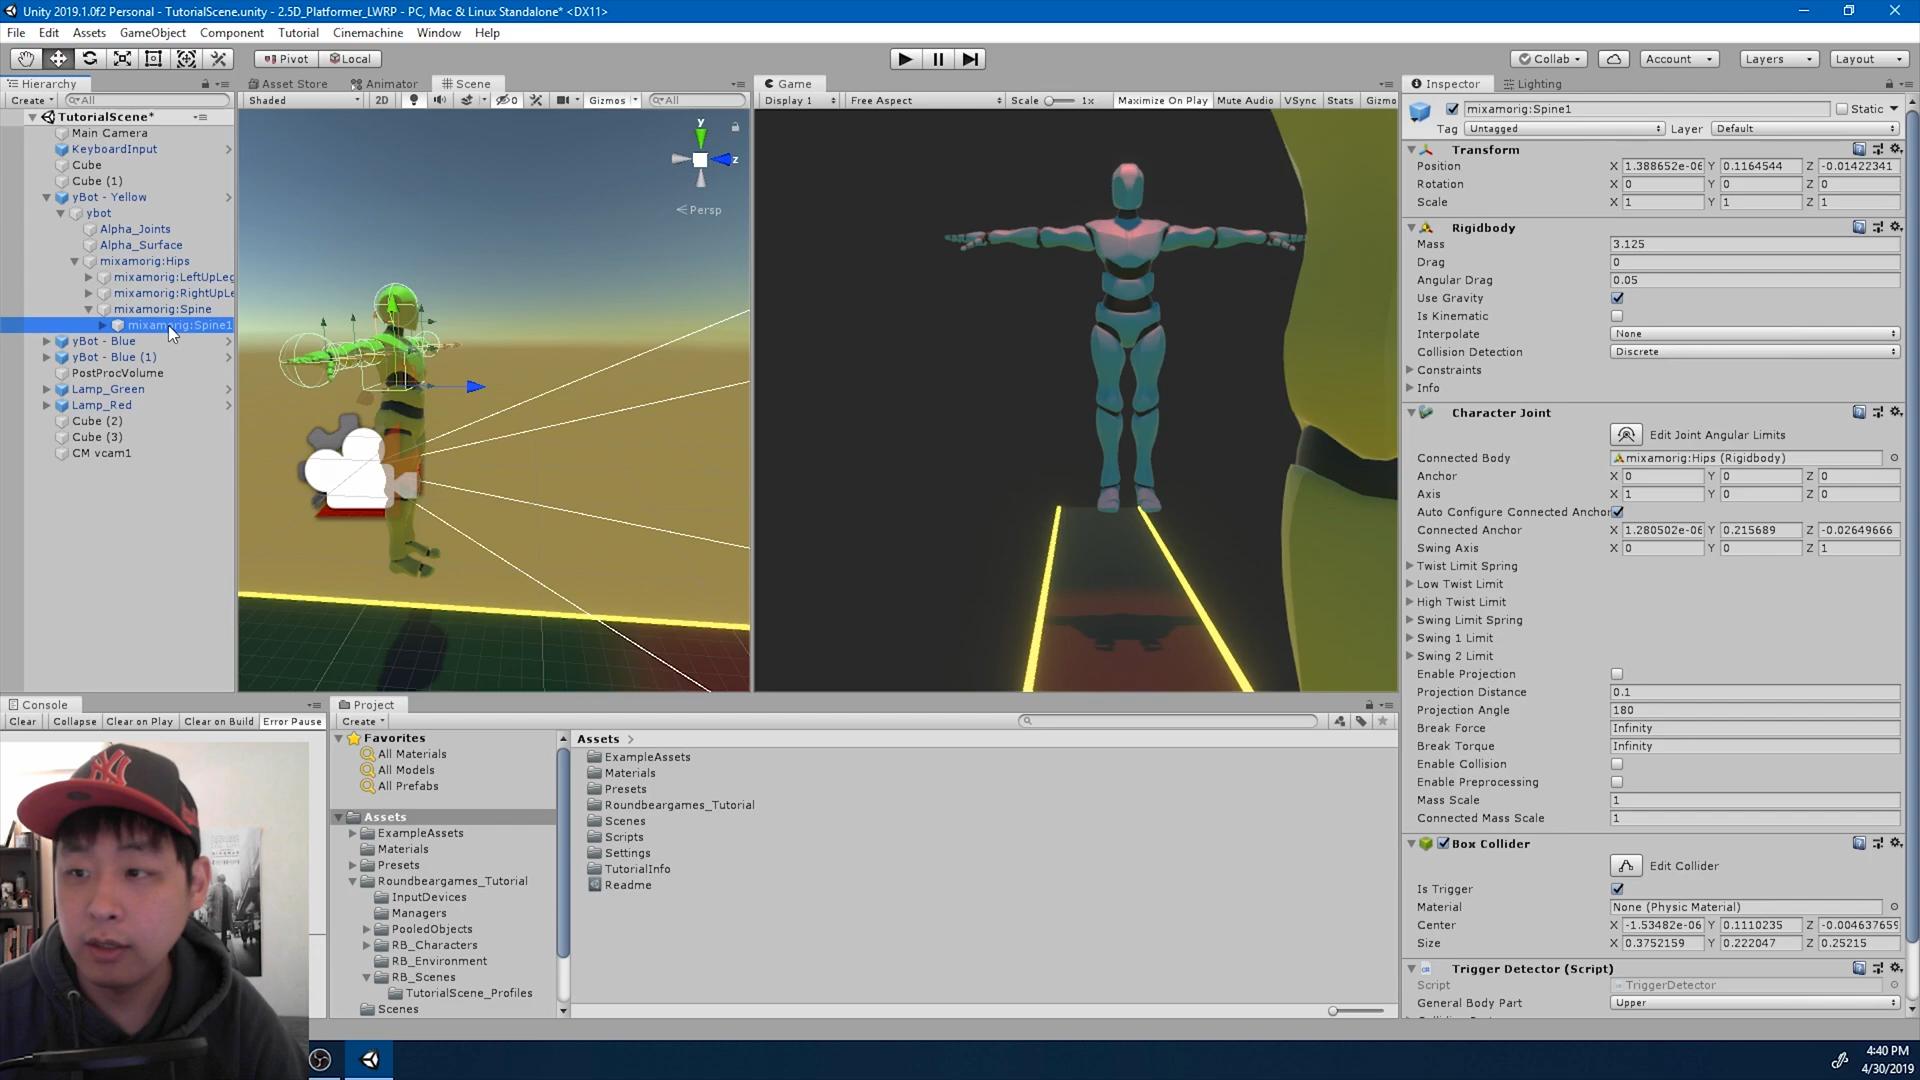 Unity 2019.1.0f2 Personal - TutorialScene.unity - 2.5D_Platformer_LWRP - PC, Mac & Linux Standalone* <DX11>
File Edit Assets GameObject Component Tutorial Cinemachine Window Help
Pivot Local Collab Account Layers Layout
Hierarchy
Create All
TutorialScene*
Main Camera
KeyboardInput
Cube
Cube (1)
yBot - Yellow
ybot
Alpha_Joints
Alpha_Surface
mixamorig:Hips
mixamorig:LeftUpLeg
mixamorig:RightUpLe
mixamorig:Spine
mixamorig:Spine1
yBot - Blue
yBot - Blue (1)
PostProcVolume
Lamp_Green
Lamp_Red
Cube (2)
Cube (3)
CM vcam1
Asset Store Animator Scene
Shaded 2D 0 Gizmos All
y
z
Persp
Game
Display 1 Free Aspect Scale 1x Maximize On Play Mute Audio VSync Stats Gizmo
Inspector Lighting
mixamorig:Spine1 Static
Tag Untagged Layer Default
Transform
Position X 1.388652e-06 Y 0.1164544 Z -0.01422341
Rotation X 0 Y 0 Z 0
Scale X 1 Y 1 Z 1
Rigidbody
Mass 3.125
Drag 0
Angular Drag 0.05
Use Gravity
Is Kinematic
Interpolate None
Collision Detection Discrete
Constraints
Info
Character Joint
Edit Joint Angular Limits
Connected Body mixamorig:Hips (Rigidbody)
Anchor X 0 Y 0 Z 0
Axis X 1 Y 0 Z 0
Auto Configure Connected Anchor
Connected Anchor X 1.280502e-06 Y 0.215689 Z -0.02649666
Swing Axis X 0 Y 0 Z 1
Twist Limit Spring
Low Twist Limit
High Twist Limit
Swing Limit Spring
Swing 1 Limit
Swing 2 Limit
Enable Projection
Projection Distance 0.1
Projection Angle 180
Break Force Infinity
Break Torque Infinity
Enable Collision
Enable Preprocessing
Mass Scale 1
Connected Mass Scale 1
Box Collider
Edit Collider
Is Trigger
Material None (Physic Material)
Center X -1.53482e-06 Y 0.1110235 Z -0.004637659
Size X 0.3752159 Y 0.222047 Z 0.25215
Trigger Detector (Script)
Script TriggerDetector
General Body Part Upper
Console
Clear Collapse Clear on Play Clear on Build Error Pause
Project
Create
Favorites
All Materials
All Models
All Prefabs
Assets
ExampleAssets
Materials
Presets
Roundbeargames_Tutorial
InputDevices
Managers
PooledObjects
RB_Characters
RB_Environment
RB_Scenes
TutorialScene_Profiles
Scenes
Assets
ExampleAssets
Materials
Presets
Roundbeargames_Tutorial
Scenes
Scripts
Settings
TutorialInfo
Readme
4:40 PM
4/30/2019